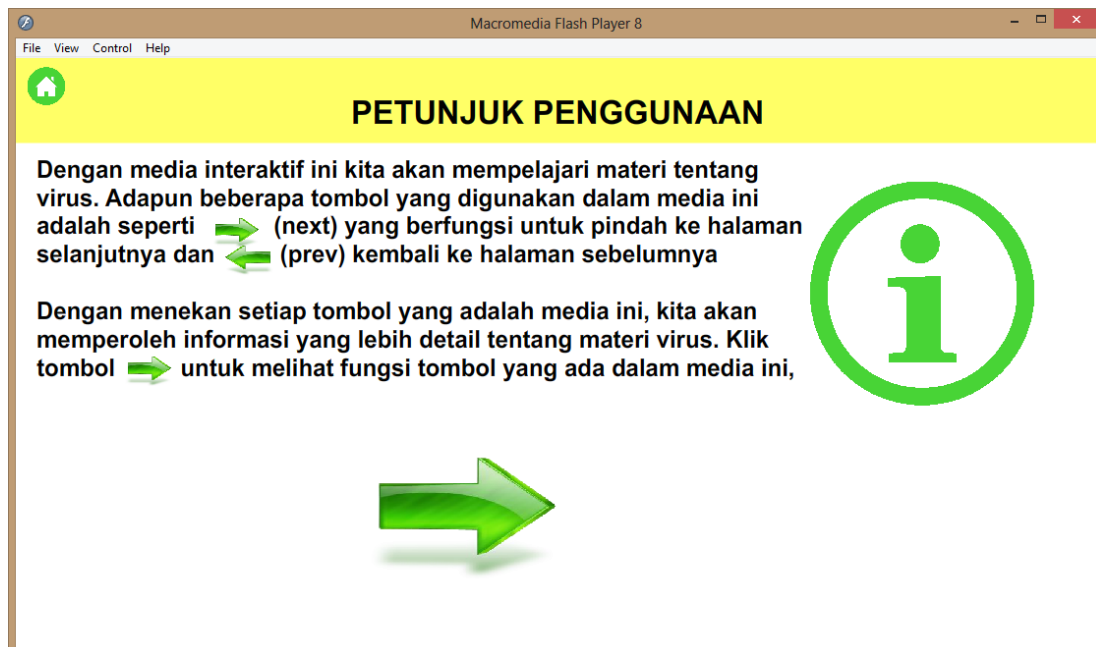 Macromedia Flash Player 8
File View Control Help
PETUNJUK PENGGUNAAN
Dengan media interaktif ini kita akan mempelajari materi tentang
virus. Adapun beberapa tombol yang digunakan dalam media ini
adalah seperti (next) yang berfungsi untuk pindah ke halaman
selanjutnya dan (prev) kembali ke halaman sebelumnya
Dengan menekan setiap tombol yang adalah media ini, kita akan
memperoleh informasi yang lebih detail tentang materi virus. Klik
tombol untuk melihat fungsi tombol yang ada dalam media ini,